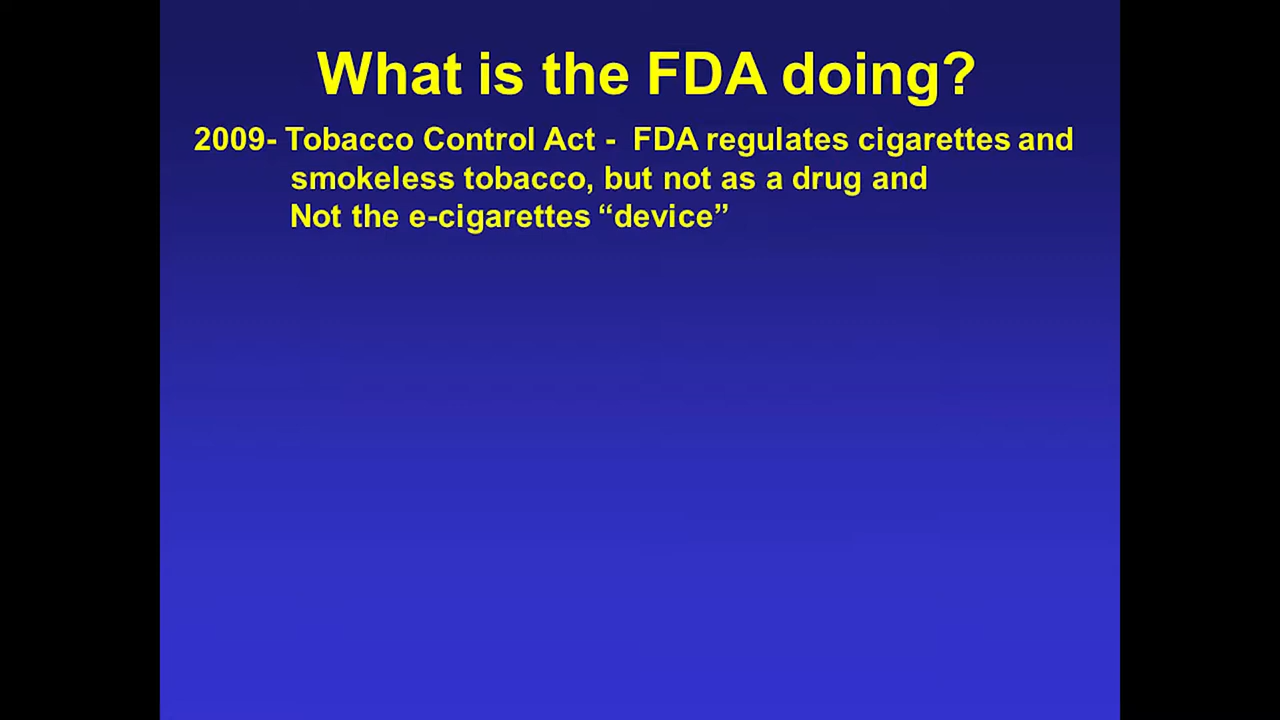 What is the FDA doing?
2009- Tobacco Control Act - FDA regulates cigarettes and
smokeless tobacco, but not as a drug and
Not the e-cigarettes “device”